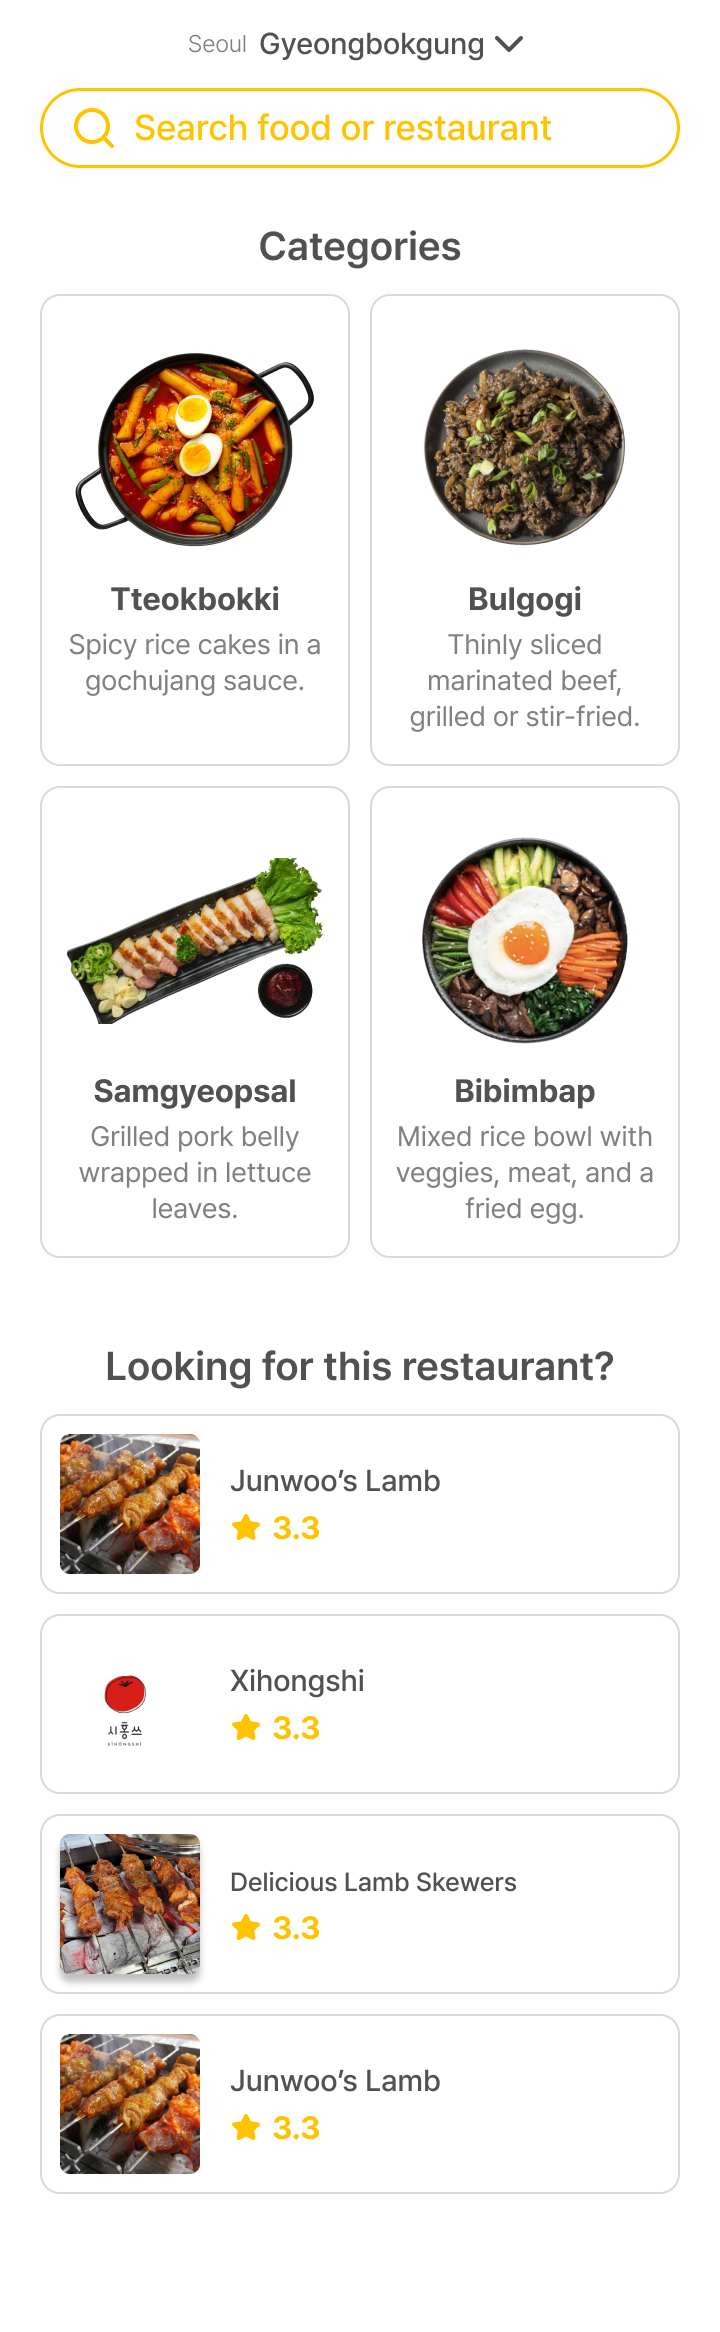 Seoul Gyeongbokgung
Search food or restaurant
Categories
Tteokbokki
Spicy rice cakes in a
gochujang sauce.
Bulgogi
Thinly sliced
marinated beef,
grilled or stir-fried.
Samgyeopsal
Grilled pork belly
wrapped in lettuce
leaves.
Bibimbap
Mixed rice bowl with
veggies, meat, and a
fried egg.
Looking for this restaurant?
Junwoo’s Lamb
3.3
시홍쓰
XIHONGSHI
Xihongshi
3.3
Delicious Lamb Skewers
3.3
Junwoo’s Lamb
3.3